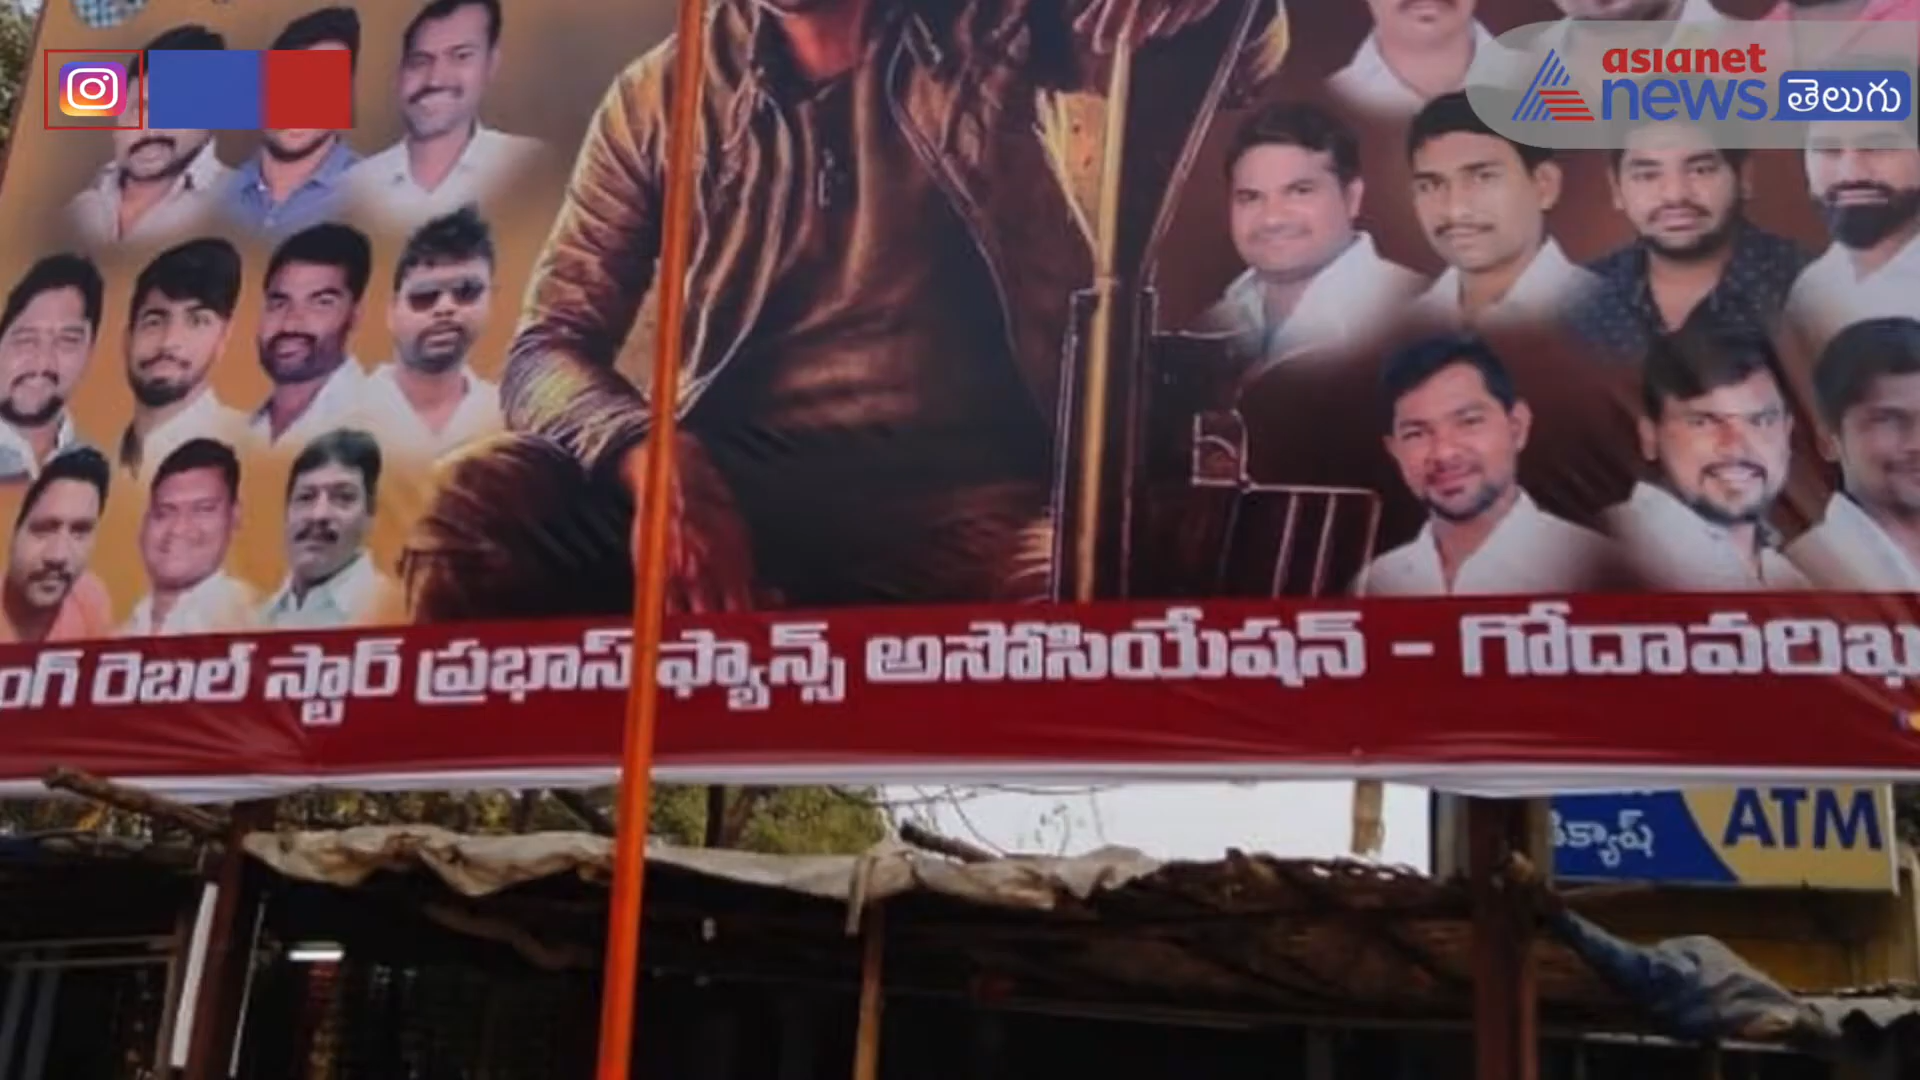 asianet
news తెలుగు
రెబల్ స్టార్ ప్రభాస్ ఫ్యాన్స్ అసోసియేషన్ - గోదావరిఖ
ATM